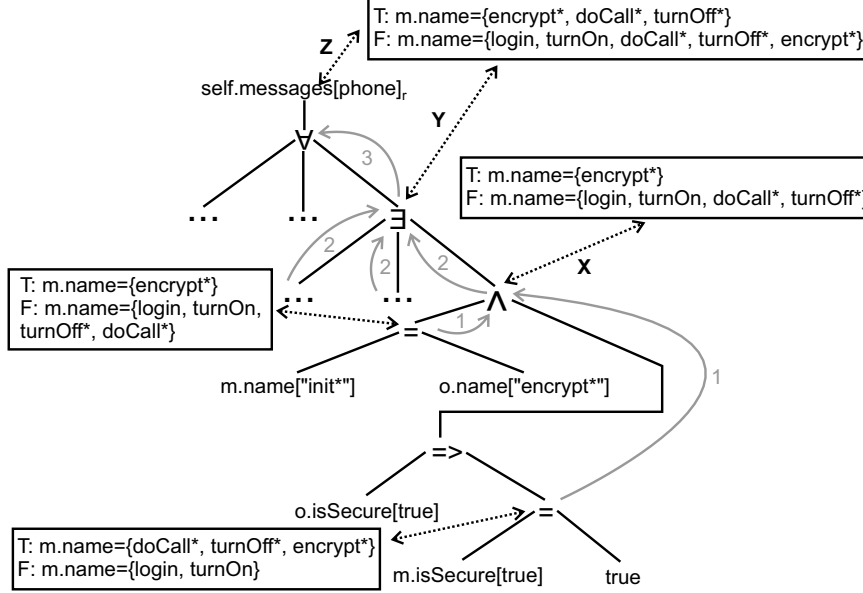 T: m.name={encrypt*, doCall*, turnOff*}
F: m.name={login, turnOn, doCall*, turnOff*, encrypt*}
Z
self.messages[phone]r
Y
∀
3
T: m.name={encrypt*}
F: m.name={login, turnOn, doCall*, turnOff*}
... ...
∃
2 2 2
X
T: m.name={encrypt*}
F: m.name={login, turnOn,
turnOff*, doCall*}
... ...
∧
=
1
m.name["init*"] o.name["encrypt*"]
1
=>
o.isSecure[true]
=
T: m.name={doCall*, turnOff*, encrypt*}
F: m.name={login, turnOn}
m.isSecure[true] true